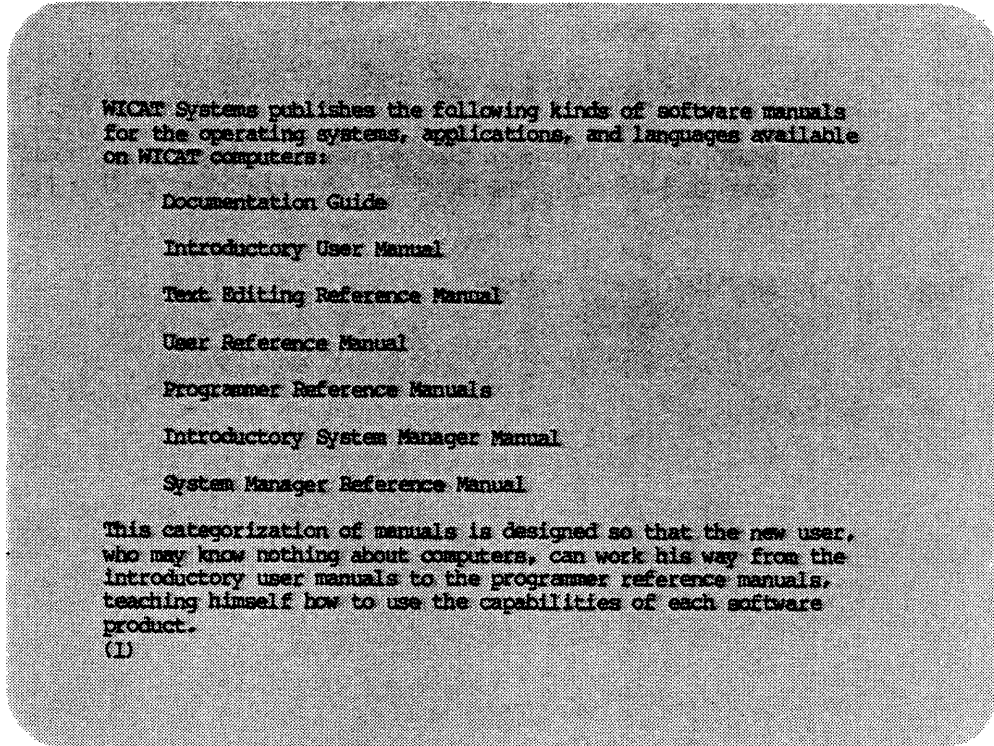 WICAT Systems publishes the following kinds of software manuals
for the operating systems, applications, and languages available
on WICAT computers:
Documentation Guide
Introductory User Manual
Text Editing Reference Manual
User Reference Manual
Programmer Reference Manuals
Introductory System Manager Manual
System Manager Reference Manual
This categorization of manuals is designed so that the new user,
who may know nothing about computers, can work his way from the
introductory user manuals to the programmer reference manuals,
teaching himself how to use the capabilities of each software
product.
(1)